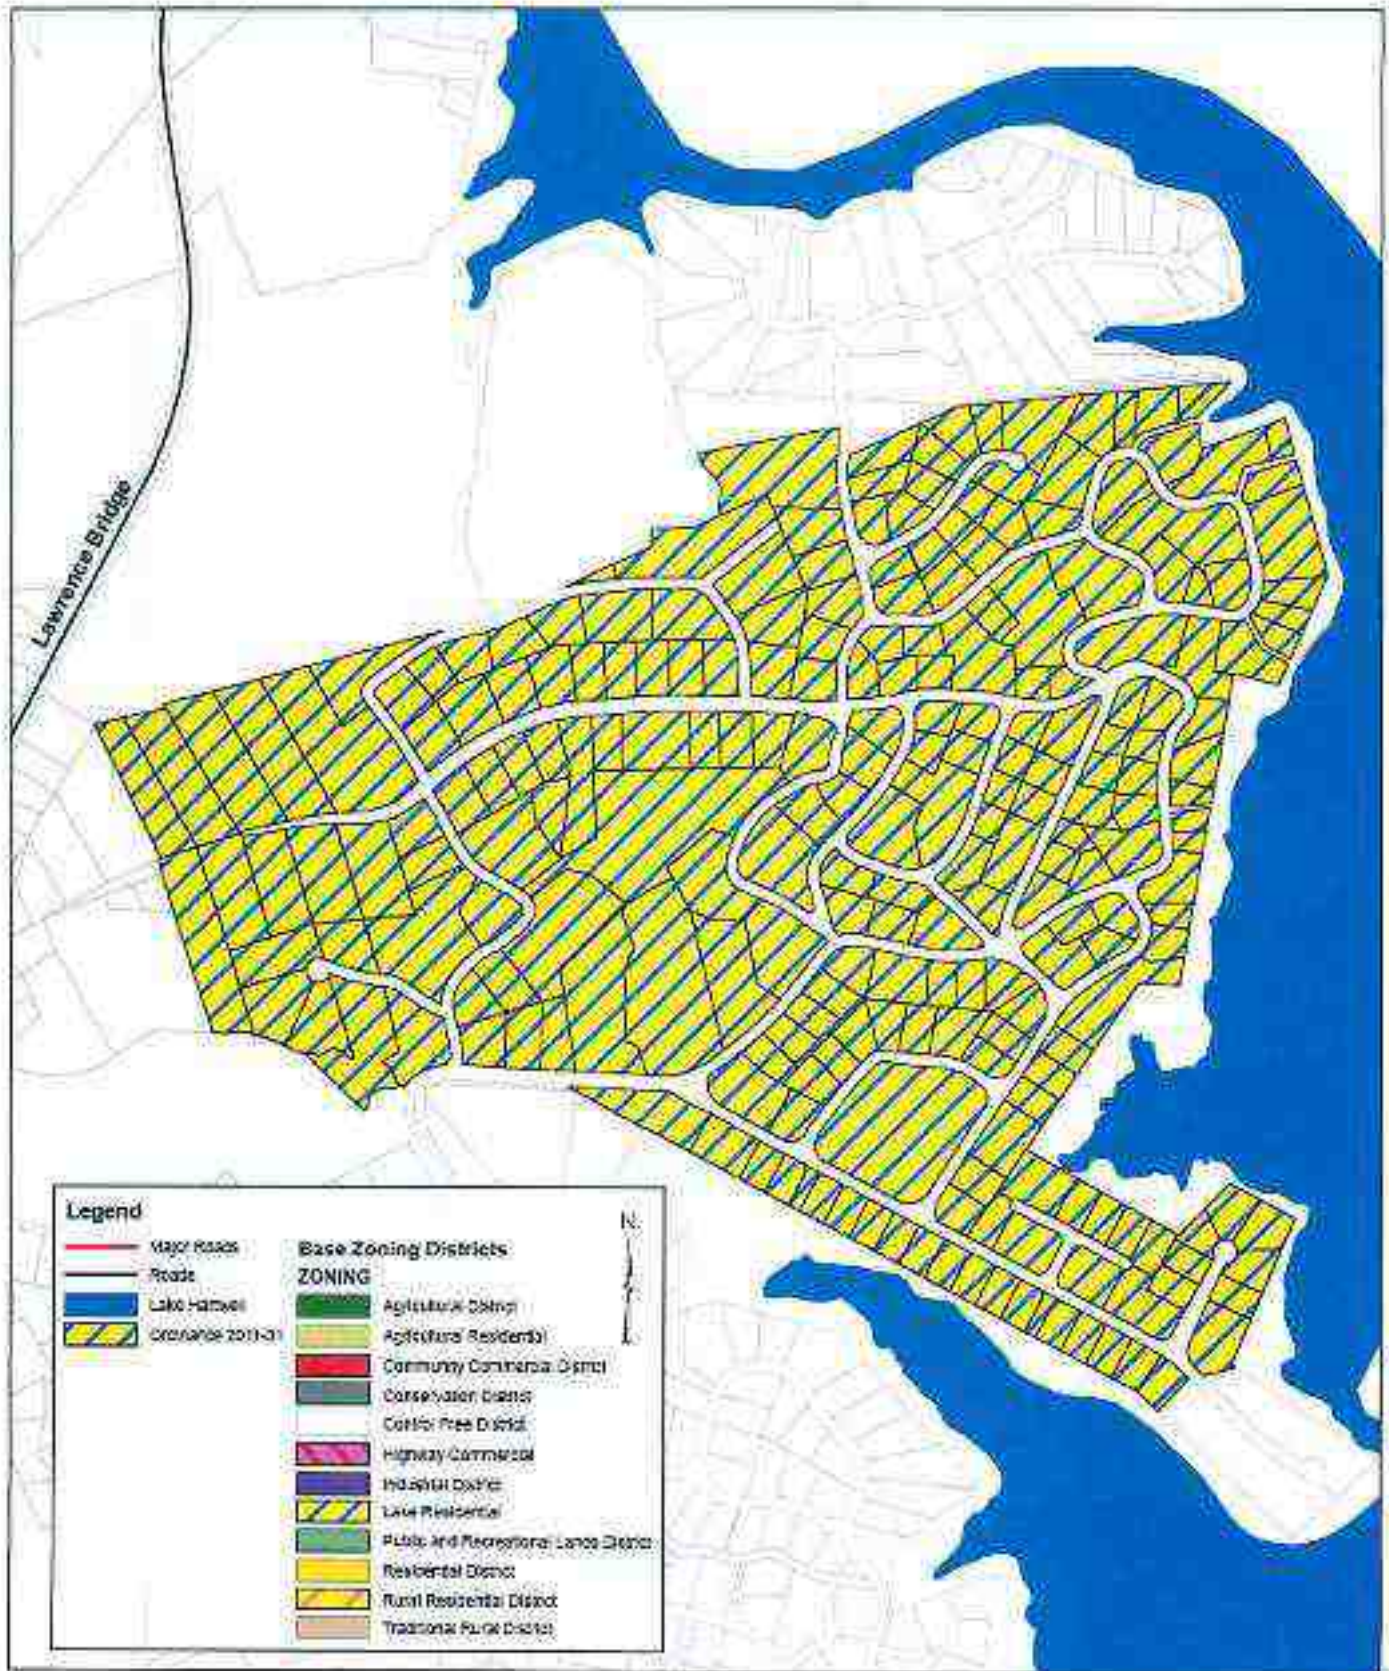 Lawrence Bridge
Legend
N
Major Roads
Roads
Lake Hartwell
Ordinance 2011-31
Base Zoning Districts
ZONING
Agricultural District
Agricultural Residential
Community Commercial District
Conservation District
Control Free District
Highway Commercial
Industrial District
Lake Residential
Public and Recreational Lands District
Residential District
Rural Residential District
Traditional Rural District